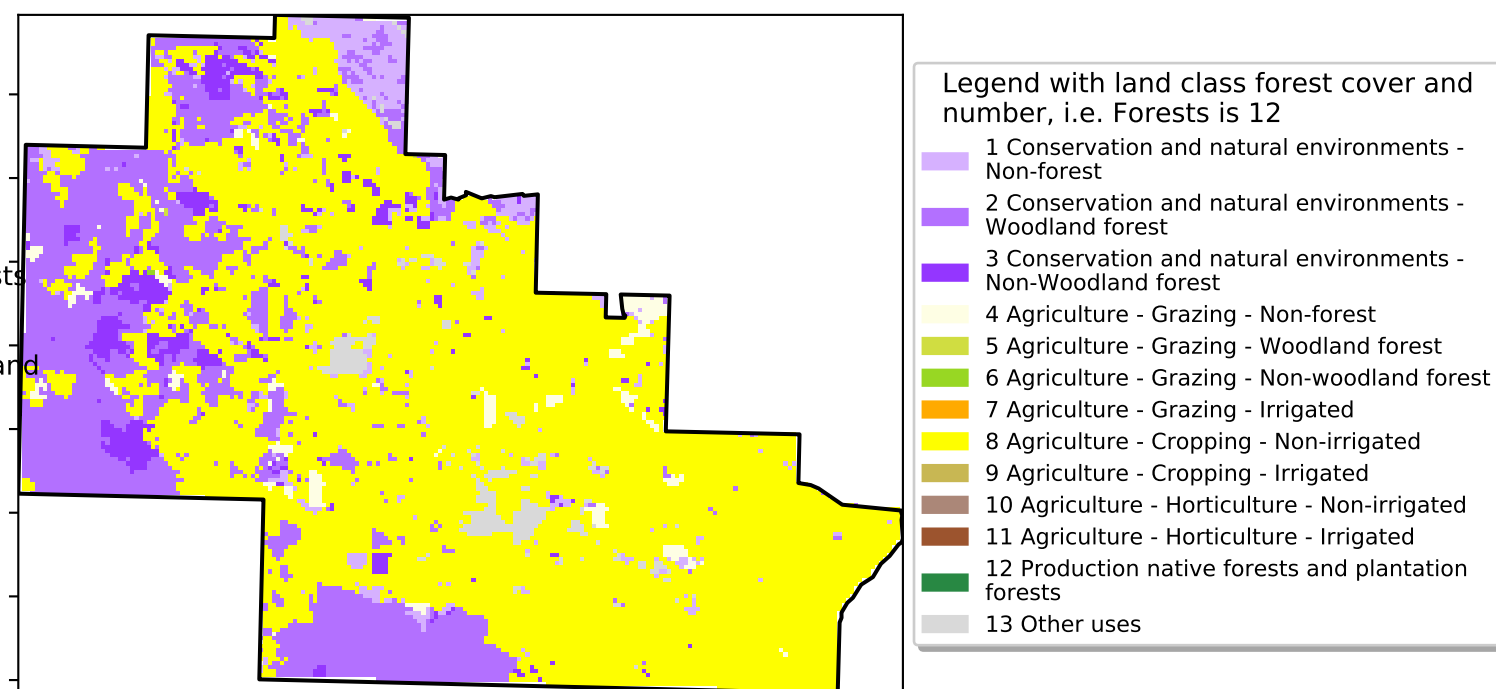 sts
and
Legend with land class forest cover and
number, i.e. Forests is 12
1 Conservation and natural environments -
Non-forest
2 Conservation and natural environments -
Woodland forest
3 Conservation and natural environments -
Non-Woodland forest
4 Agriculture - Grazing - Non-forest
5 Agriculture - Grazing - Woodland forest
6 Agriculture - Grazing - Non-woodland forest
7 Agriculture - Grazing - Irrigated
8 Agriculture - Cropping - Non-irrigated
9 Agriculture - Cropping - Irrigated
10 Agriculture - Horticulture - Non-irrigated
11 Agriculture - Horticulture - Irrigated
12 Production native forests and plantation
forests
13 Other uses